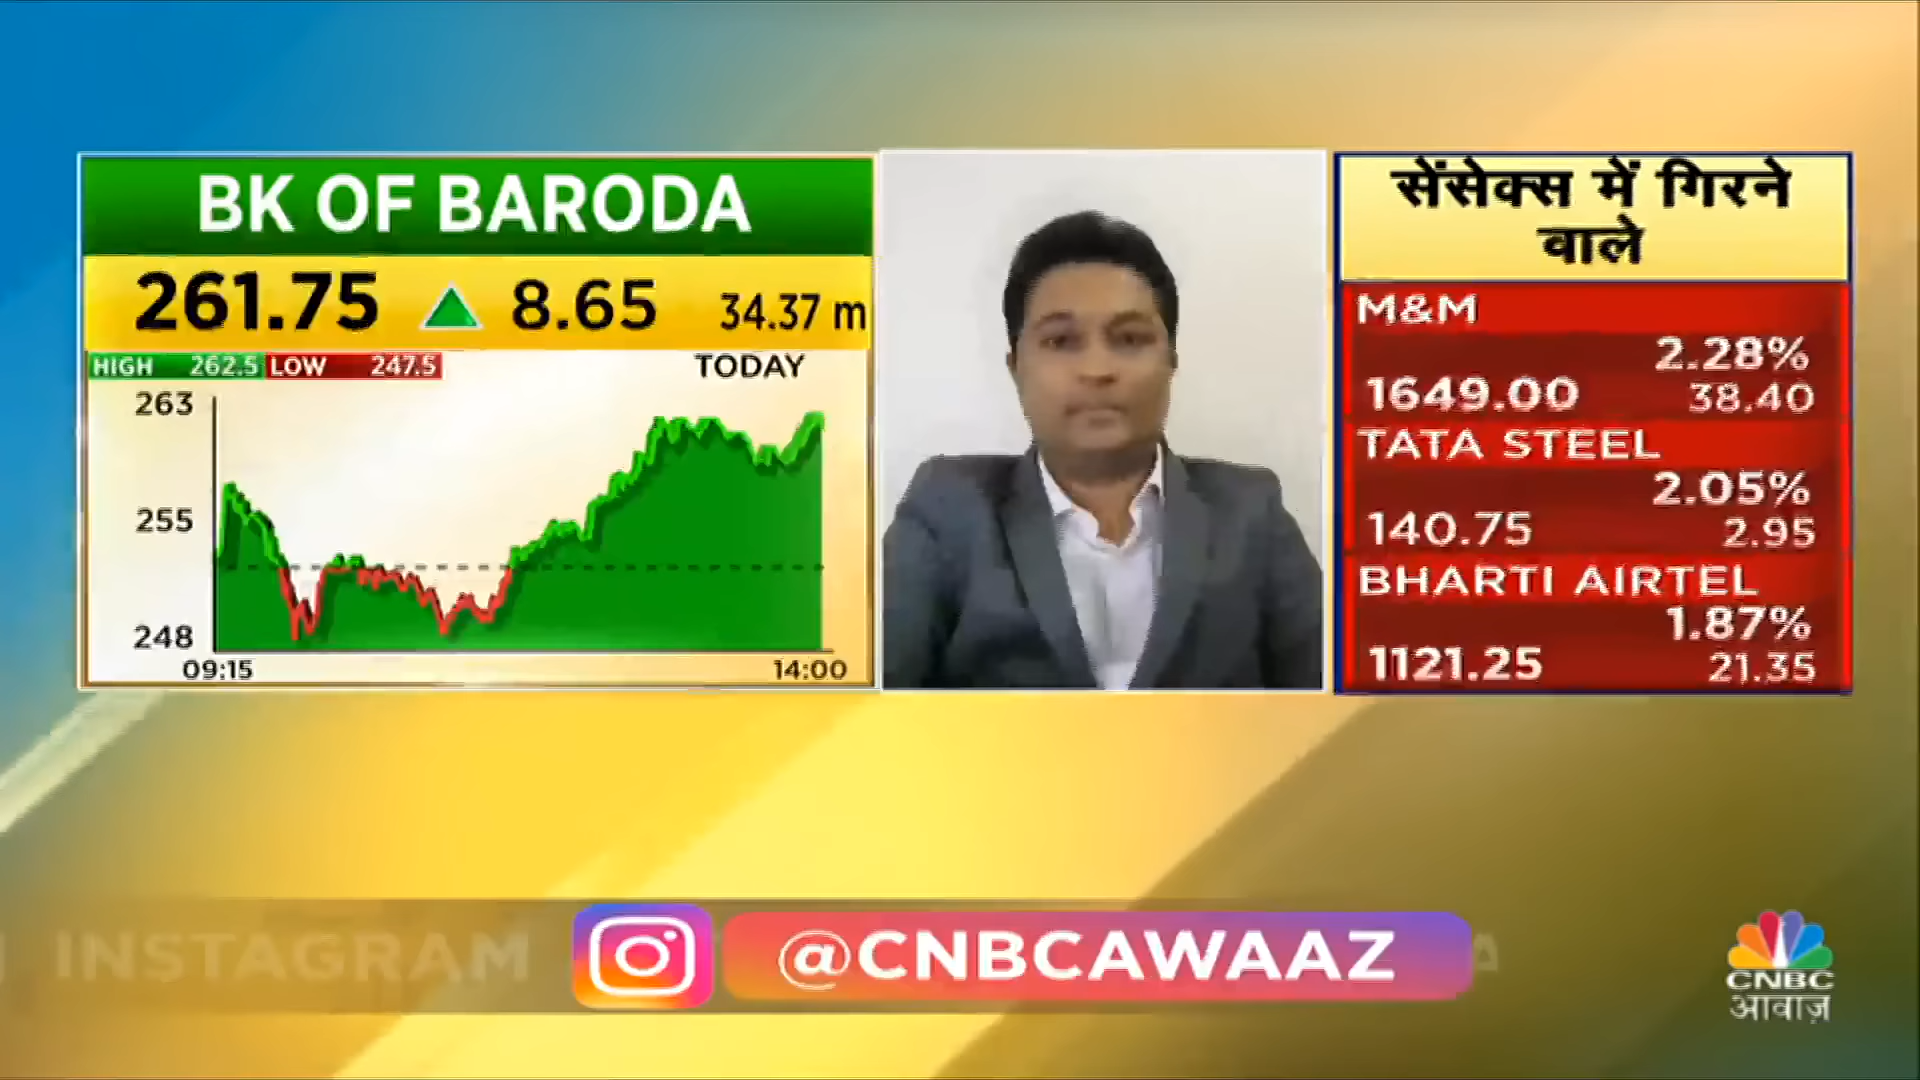 BK OF BARODA
261.75 ▲ 8.65 34.37 m
HIGH 262.5 LOW 247.5 TODAY
263
255
248
09:15 14:00
सेंसेक्स में गिरने
वाले
M&M
2.28%
1649.00 38.40
TATA STEEL
2.05%
140.75 2.95
BHARTI AIRTEL
1.87%
1121.25 21.35
INSTAGRAM
@CNBCAWAAZ
CNBC
आवाज़